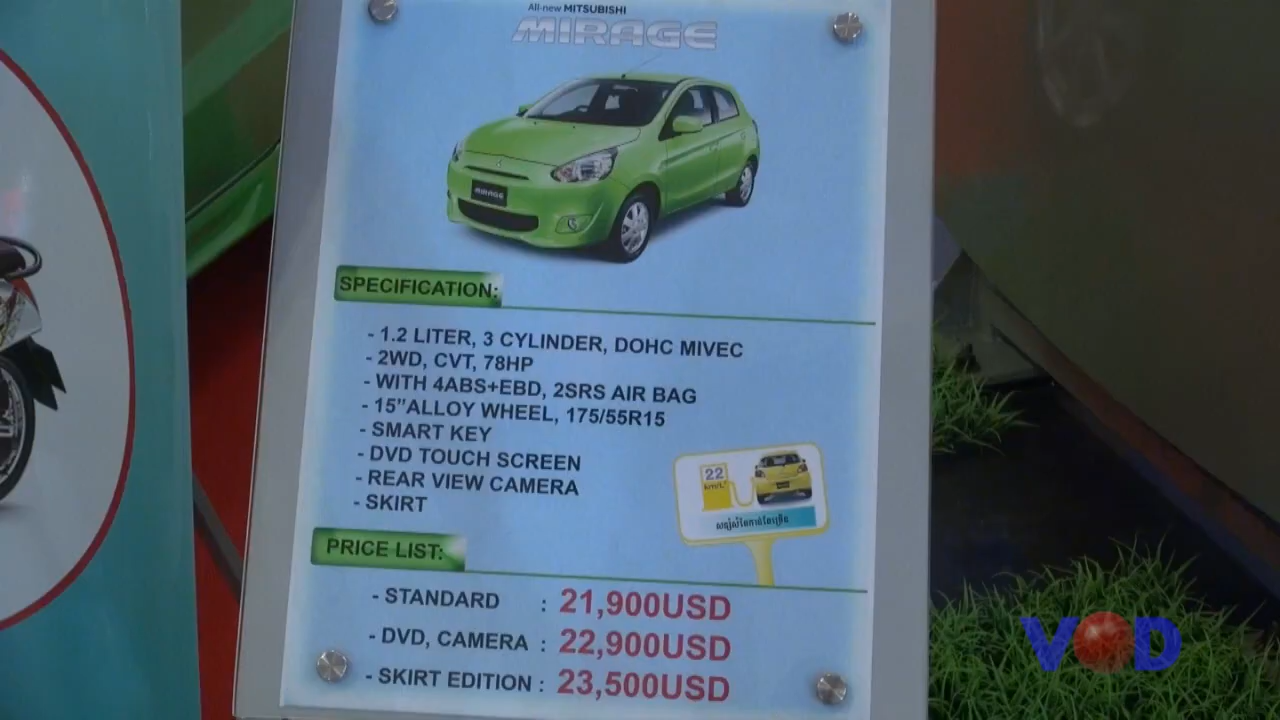 All-new MITSUBISHI
MIRAGE
MIRAGE
SPECIFICATION:
- 1.2 LITER, 3 CYLINDER, DOHC MIVEC
- 2WD, CVT, 78HP
- WITH 4ABS+EBD, 2SRS AIR BAG
- 15”ALLOY WHEEL, 175/55R15
- SMART KEY
- DVD TOUCH SCREEN
- REAR VIEW CAMERA
- SKIRT
22
km/L
PRICE LIST:
- STANDARD : 21,900USD
- DVD, CAMERA : 22,900USD
- SKIRT EDITION : 23,500USD
VOD